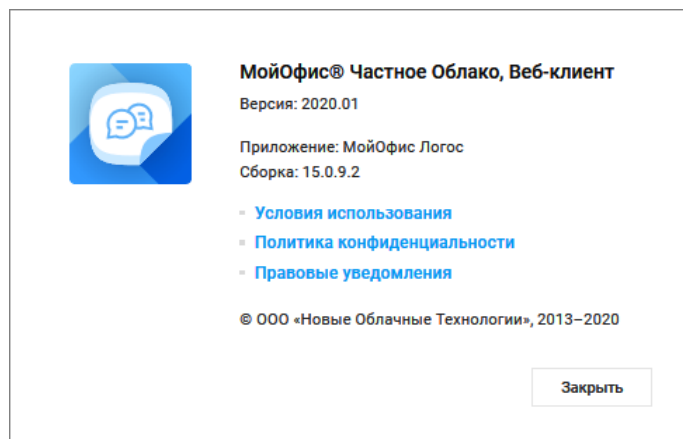 МойОфис® Частное Облако, Веб-клиент
Версия: 2020.01
Приложение: МойОфис Логос
Сборка: 15.0.9.2
Условия использования
Политика конфиденциальности
Правовые уведомления
© ООО «Новые Облачные Технологии», 2013–2020
Закрыть